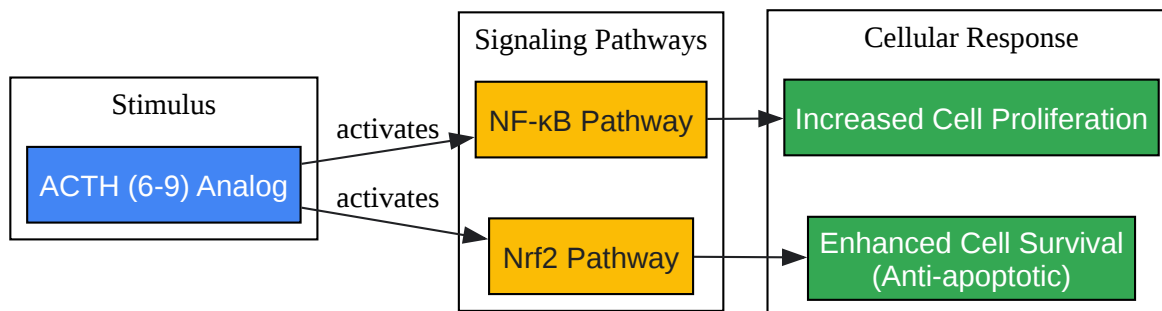 Stimulus
ACTH (6-9) Analog
activates
activates
Signaling Pathways
NF-κB Pathway
Nrf2 Pathway
Cellular Response
Increased Cell Proliferation
Enhanced Cell Survival
(Anti-apoptotic)